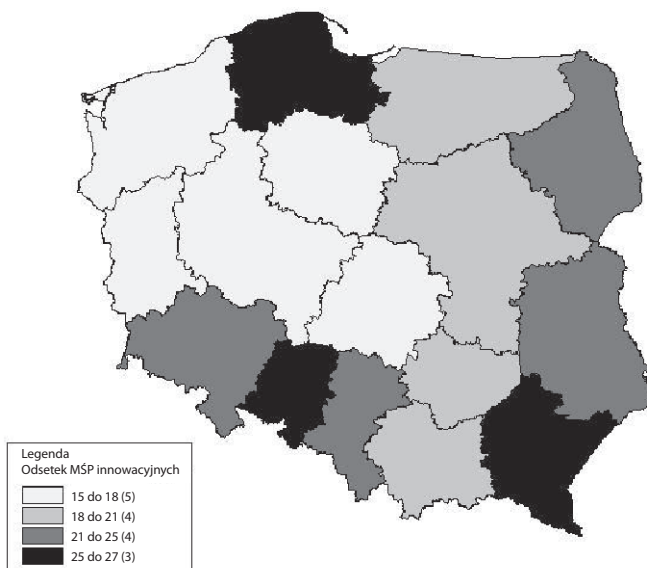 Legenda
Odsetek MŚP innowacyjnych
15 do 18 (5)
18 do 21 (4)
21 do 25 (4)
25 do 27 (3)